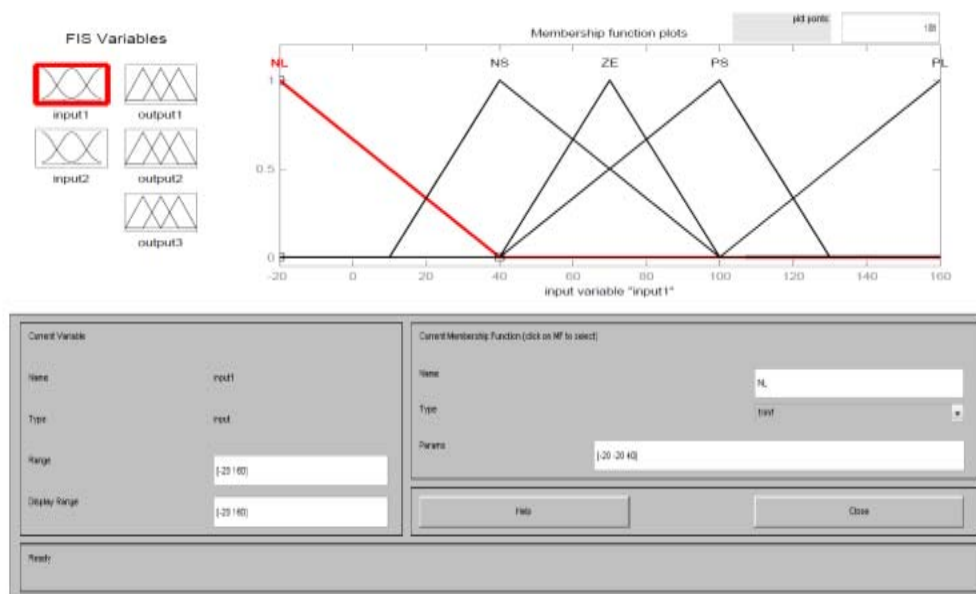 FIS Variables
input1
output1
input2
output2
output3
Membership function plots
plot points:
NL
NS
ZE
PS
PL
1
0.5
0
-20
0
20
40
60
80
100
120
140
160
input variable "input1"
Current Variable
Name
input1
Type
input
Range
[-20 160]
Display Range
[-20 160]
Current Membership Function (click on MF to select)
Name
NL
Type
trimf
Params
[-20 -20 40]
Help
Close
Ready